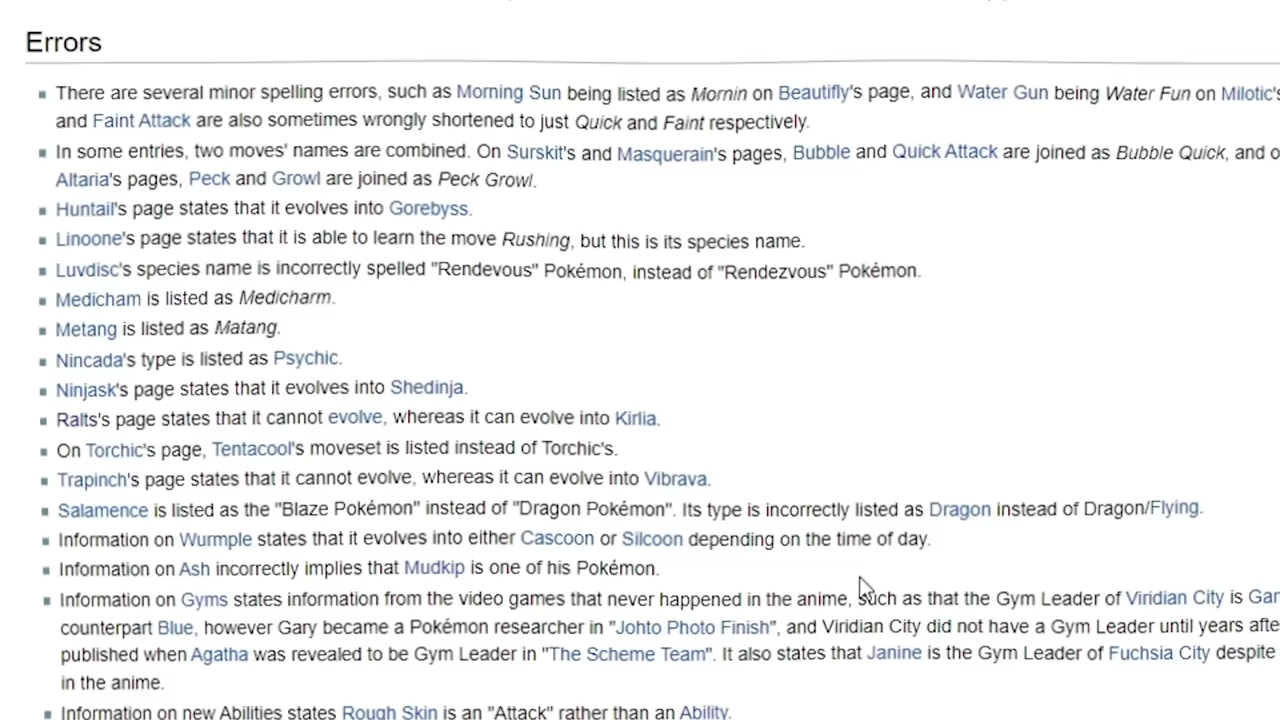 Errors
There are several minor spelling errors, such as Morning Sun being listed as Mornin on Beautifly's page, and Water Gun being Water Fun on Milotic's
and Faint Attack are also sometimes wrongly shortened to just Quick and Faint respectively.
In some entries, two moves' names are combined. On Surskit's and Masquerain's pages, Bubble and Quick Attack are joined as Bubble Quick, and
Altaria's pages, Peck and Growl are joined as Peck Growl.
Huntail's page states that it evolves into Gorebyss.
Linoone's page states that it is able to learn the move Rushing, but this is its species name.
Luvdisc's species name is incorrectly spelled "Rendevous" Pokémon, instead of "Rendezvous" Pokémon.
Medicham is listed as Medicharm.
Metang is listed as Matang.
Nincada's type is listed as Psychic.
Ninjask's page states that it evolves into Shedinja.
Ralts's page states that it cannot evolve, whereas it can evolve into Kirlia.
On Torchic's page, Tentacool's moveset is listed instead of Torchic's.
Trapinch's page states that it cannot evolve, whereas it can evolve into Vibrava.
Salamence is listed as the "Blaze Pokémon" instead of "Dragon Pokémon". Its type is incorrectly listed as Dragon instead of Dragon/Flying.
Information on Wurmple states that it evolves into either Cascoon or Silcoon depending on the time of day.
Information on Ash incorrectly implies that Mudkip is one of his Pokémon.
Information on Gyms states information from the video games that never happened in the anime, such as that the Gym Leader of Viridian City is
counterpart Blue, however Gary became a Pokémon researcher in "Johto Photo Finish", and Viridian City did not have a Gym Leader until years
published when Agatha was revealed to be Gym Leader in "The Scheme Team". It also states that Janine is the Gym Leader of Fuchsia City despite
in the anime.
Information on new Abilities states Rough Skin is an "Attack" rather than an Ability.